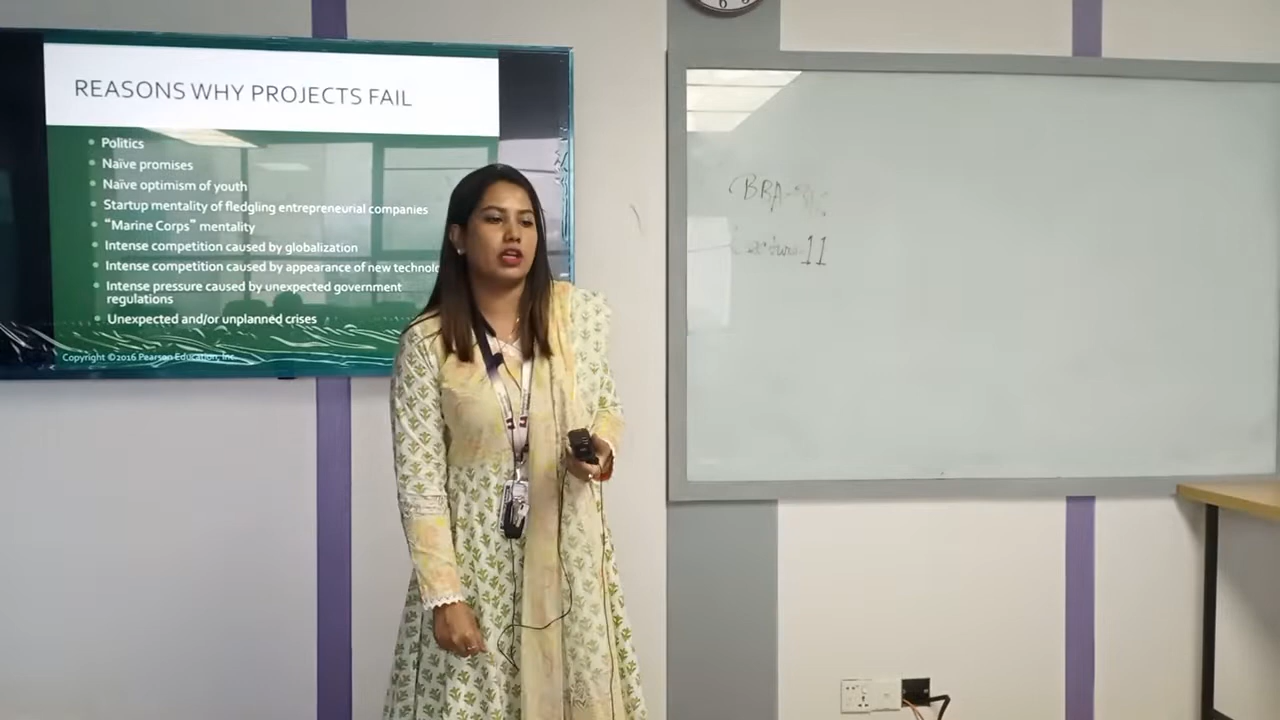 REASONS WHY PROJECTS FAIL
Politics
Naïve promises
Naïve optimism of youth
Startup mentality of fledgling entrepreneurial companies
“Marine Corps” mentality
Intense competition caused by globalization
Intense competition caused by appearance of new technolo
Intense pressure caused by unexpected government
regulations
Unexpected and/or unplanned crises
Copyright ©2016 Pearson Education, Inc.
BBA
Lecture-11